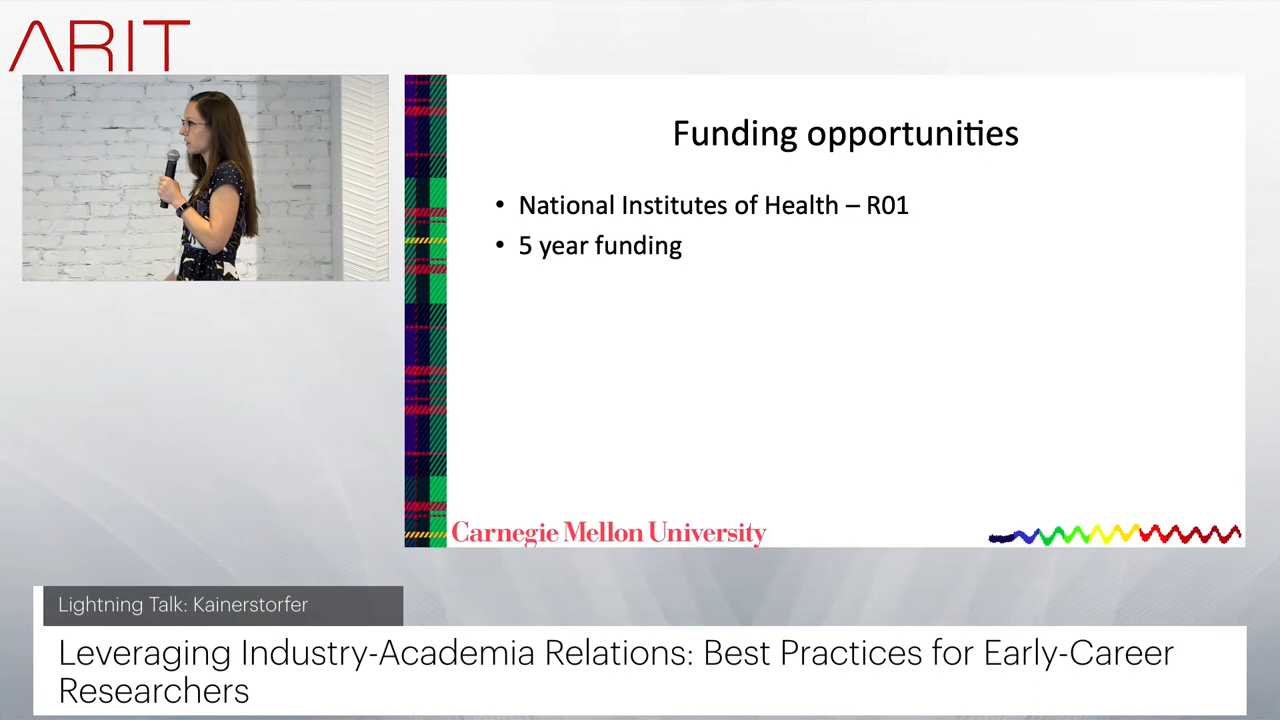 ARIT
Funding opportunities
• National Institutes of Health – R01
• 5 year funding
Carnegie Mellon University
Lightning Talk: Kainerstorfer
Leveraging Industry-Academia Relations: Best Practices for Early-Career
Researchers